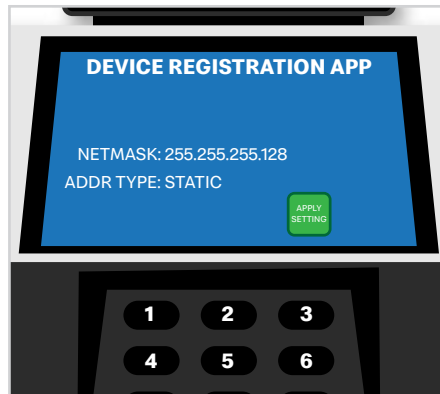 DEVICE REGISTRATION APP
NETMASK: 255.255.255.128
ADDR TYPE: STATIC
APPLY
SETTING
1 2 3
4 5 6